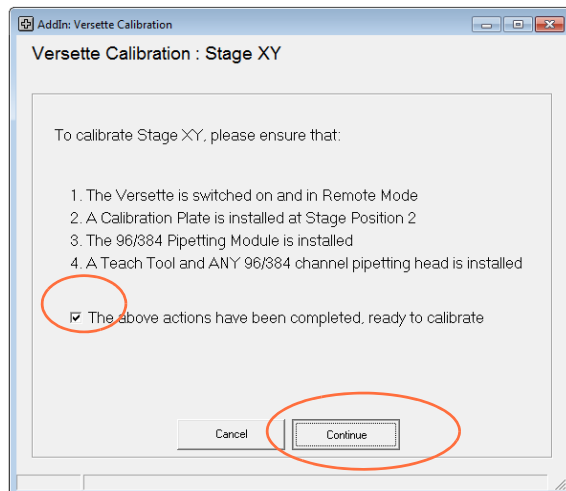 AddIn: Versette Calibration
Versette Calibration : Stage XY
To calibrate Stage XY, please ensure that:
1. The Versette is switched on and in Remote Mode
2. A Calibration Plate is installed at Stage Position 2
3. The 96/384 Pipetting Module is installed
4. A Teach Tool and ANY 96/384 channel pipetting head is installed
The above actions have been completed, ready to calibrate
Cancel
Continue